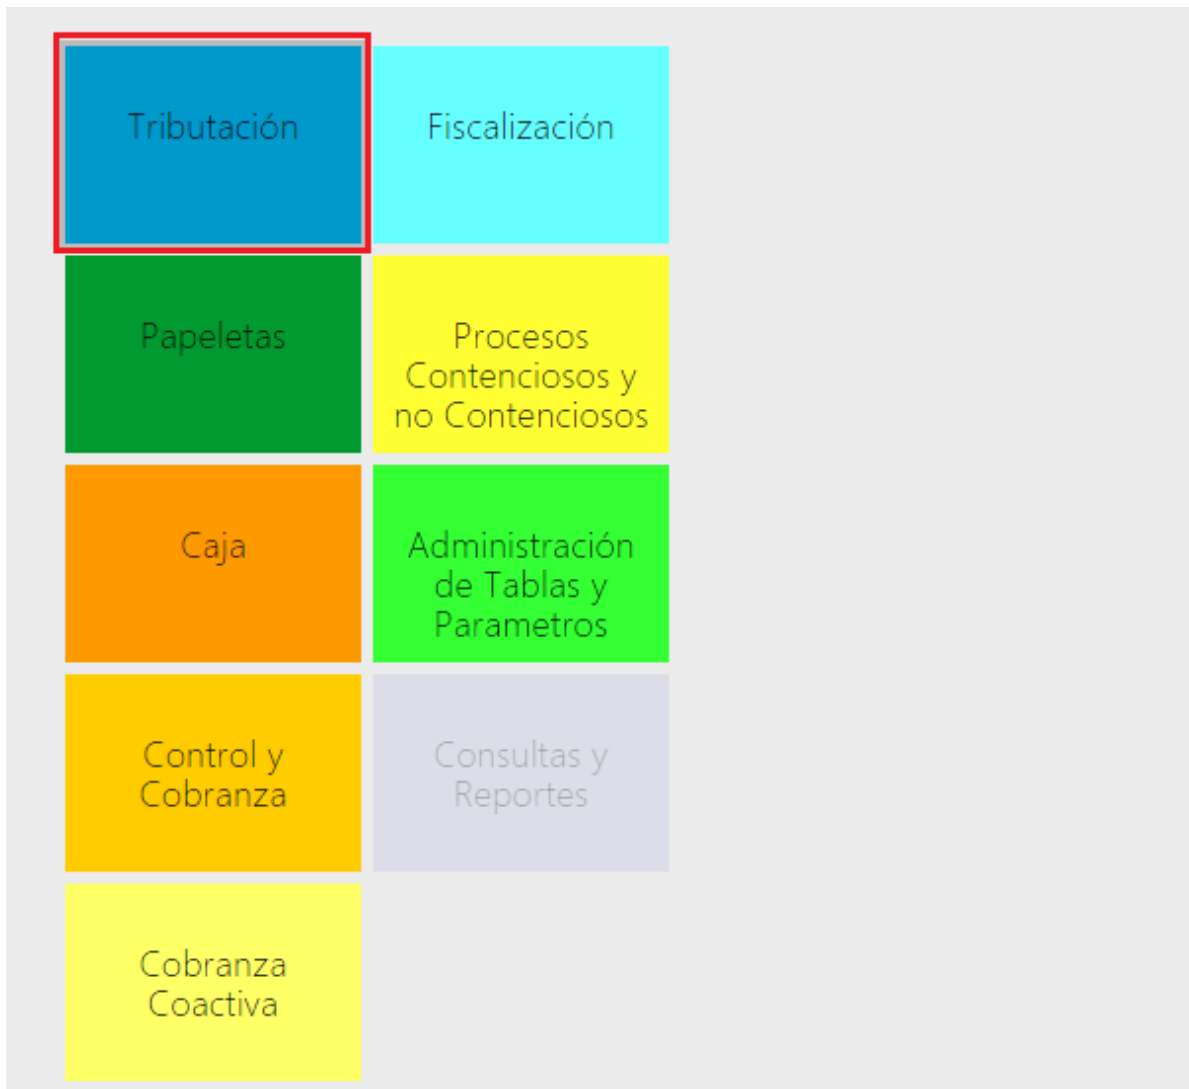 Tributación
Fiscalización
Papeletas
Procesos
Contenciosos y
no Contenciosos
Caja
Administración
de Tablas y
Parametros
Control y
Cobranza
Consultas y
Reportes
Cobranza
Coactiva